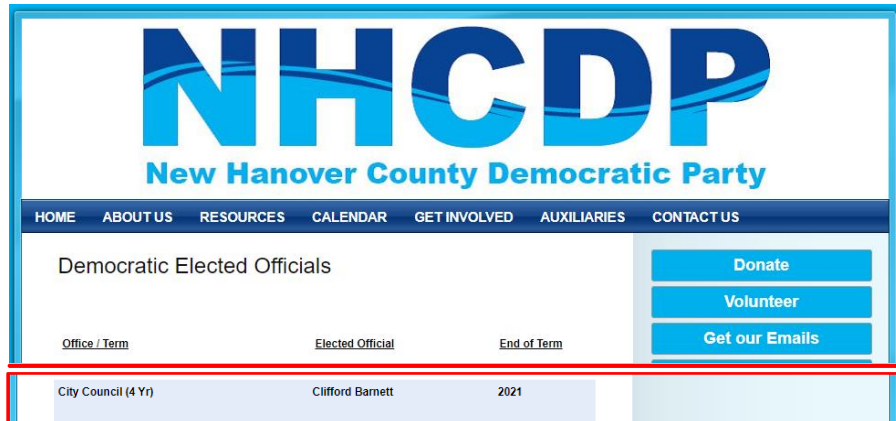 NHCDP
New Hanover County Democratic Party
HOME ABOUT US RESOURCES CALENDAR GET INVOLVED AUXILIARIES CONTACT US
Democratic Elected Officials
Donate
Volunteer
Get our Emails
Office / Term Elected Official End of Term
City Council (4 Yr) Clifford Barnett 2021